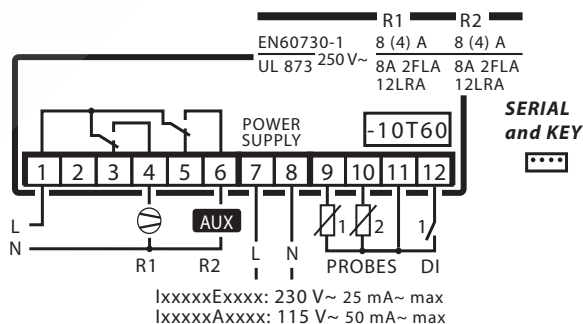 R1 R2
EN60730-1 8 (4) A 8 (4) A
UL 873 250 V~ 8A 2FLA 8A 2FLA
12LRA 12LRA
SERIAL
and KEY
POWER
SUPPLY
-10T60
1 2 3 4 5 6 7 8 9 10 11 12
L
N
AUX
1 2 1
R1 R2 L N PROBES DI
IxxxxxExxxx: 230 V~ 25 mA~ max
IxxxxxAxxxx: 115 V~ 50 mA~ max